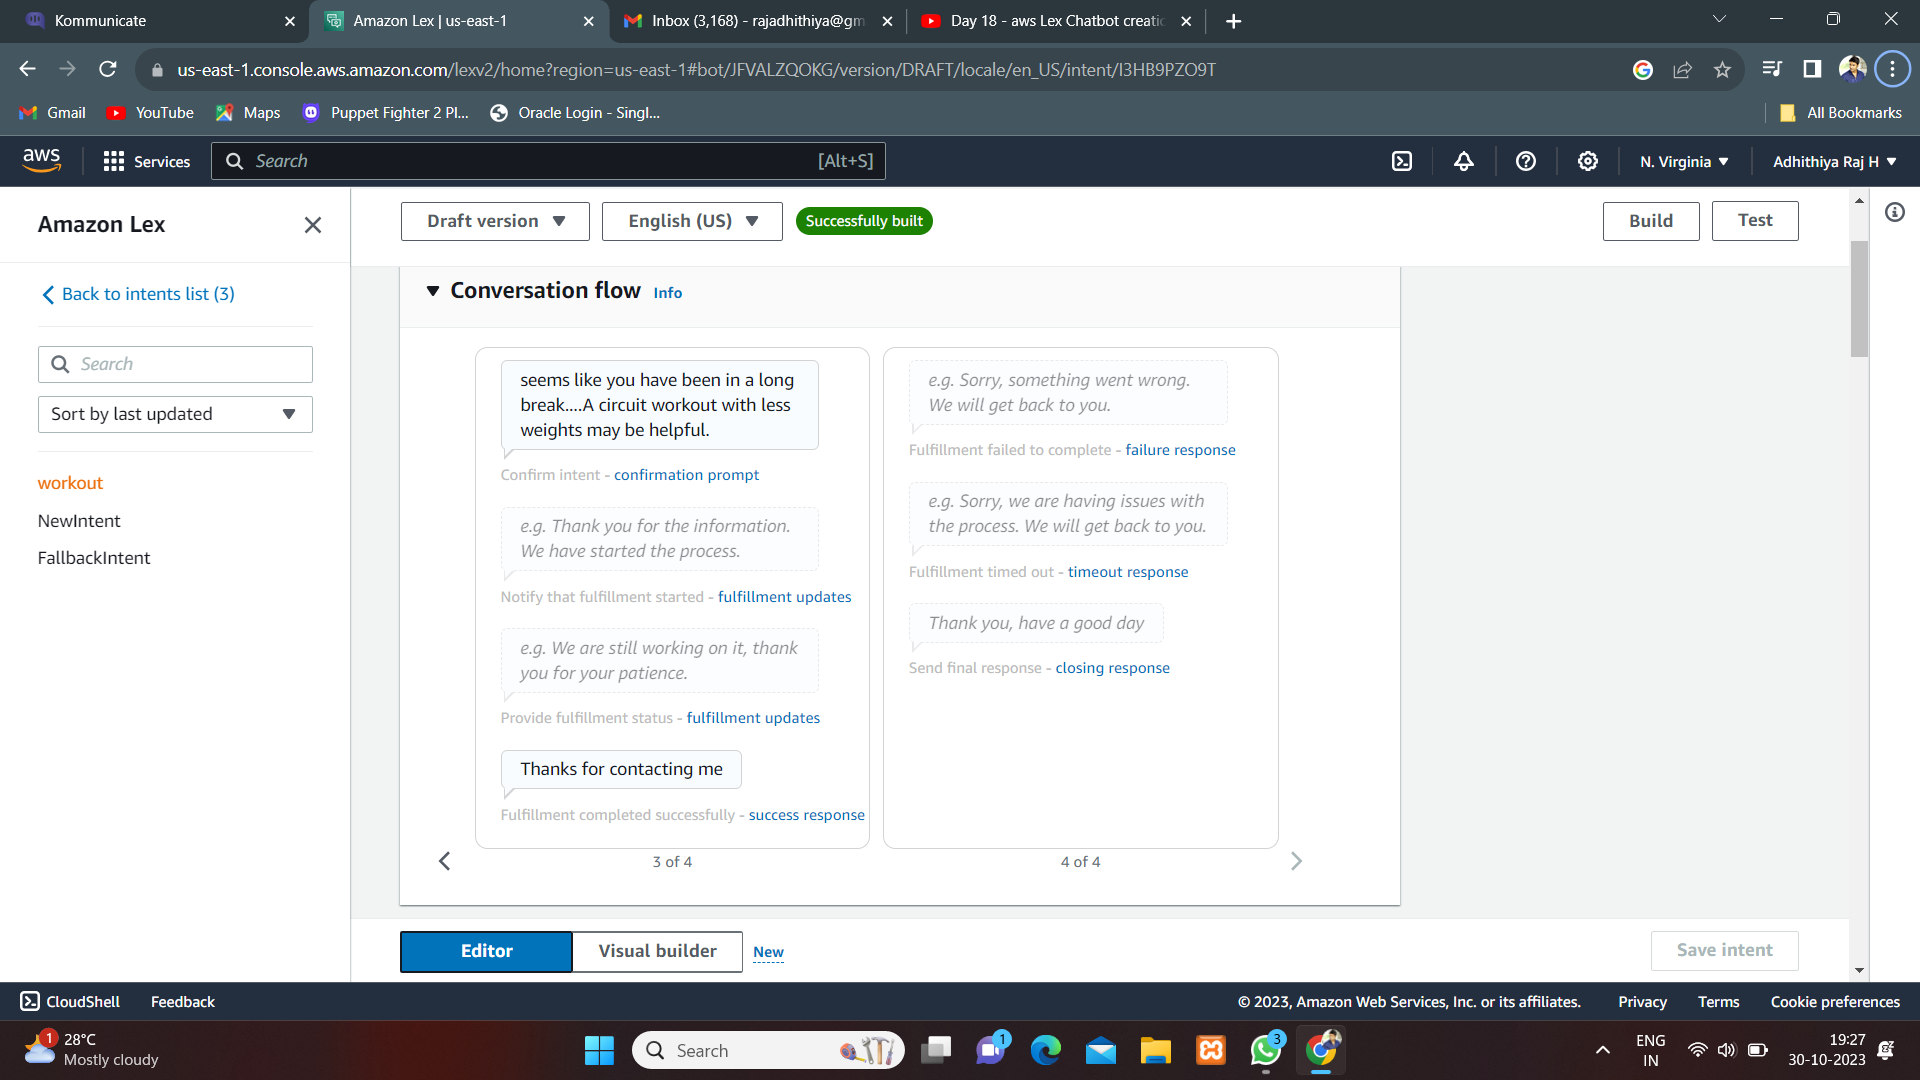 Kommunicate
Amazon Lex | us-east-1
Inbox (3,168) - rajadhithiya@gm
Day 18 - aws Lex Chatbot creatic
us-east-1.console.aws.amazon.com/lexv2/home?region=us-east-1#bot/JFVALZQOKG/version/DRAFT/locale/en_US/intent/I3HB9PZO9T
Gmail
YouTube
Maps
Puppet Fighter 2 Pl...
Oracle Login - Singl...
All Bookmarks
aws
Services
Search
[Alt+S]
N. Virginia
Adhithiya Raj H
Amazon Lex
Draft version
English (US)
Successfully built
Build
Test
Back to intents list (3)
Search
Sort by last updated
workout
NewIntent
FallbackIntent
Conversation flow Info
seems like you have been in a long
break....A circuit workout with less
weights may be helpful.
Confirm intent - confirmation prompt
e.g. Thank you for the information.
We have started the process.
Notify that fulfillment started - fulfillment updates
e.g. We are still working on it, thank
you for your patience.
Provide fulfillment status - fulfillment updates
Thanks for contacting me
Fulfillment completed successfully - success response
3 of 4
e.g. Sorry, something went wrong.
We will get back to you.
Fulfillment failed to complete - failure response
e.g. Sorry, we are having issues with
the process. We will get back to you.
Fulfillment timed out - timeout response
Thank you, have a good day
Send final response - closing response
4 of 4
Editor
Visual builder
New
Save intent
CloudShell
Feedback
© 2023, Amazon Web Services, Inc. or its affiliates.
Privacy
Terms
Cookie preferences
1
28°C
Mostly cloudy
Search
1
3
ENG
IN
19:27
30-10-2023